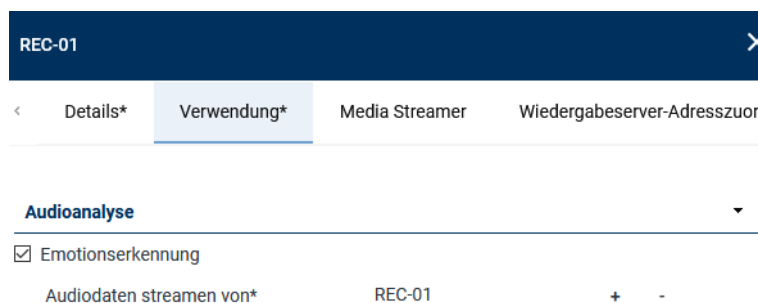 REC-01
Details* Verwendung* Media Streamer Wiedergabeserver-Adresszuor
Audioanalyse
Emotionserkennung
Audiodaten streamen von* REC-01 + -